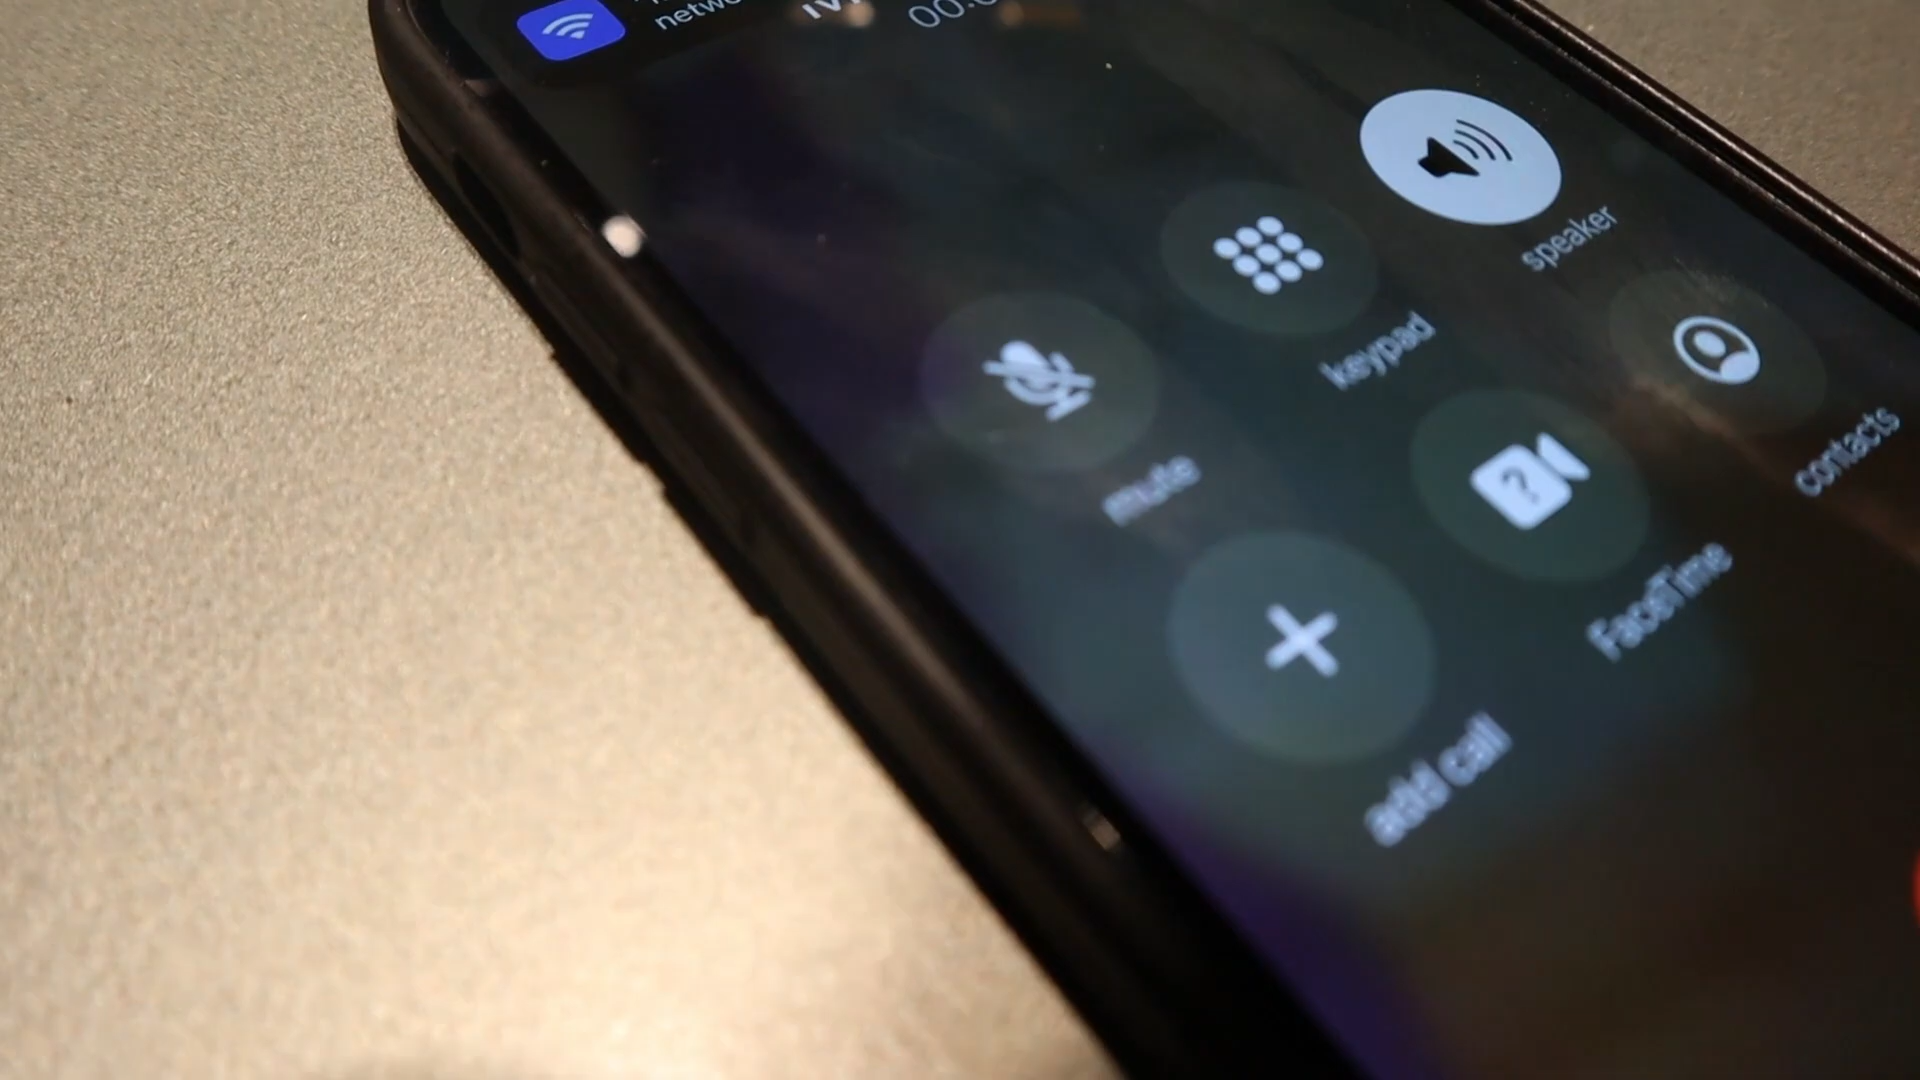 speaker
keypad
mute
contacts
FaceTime
add call